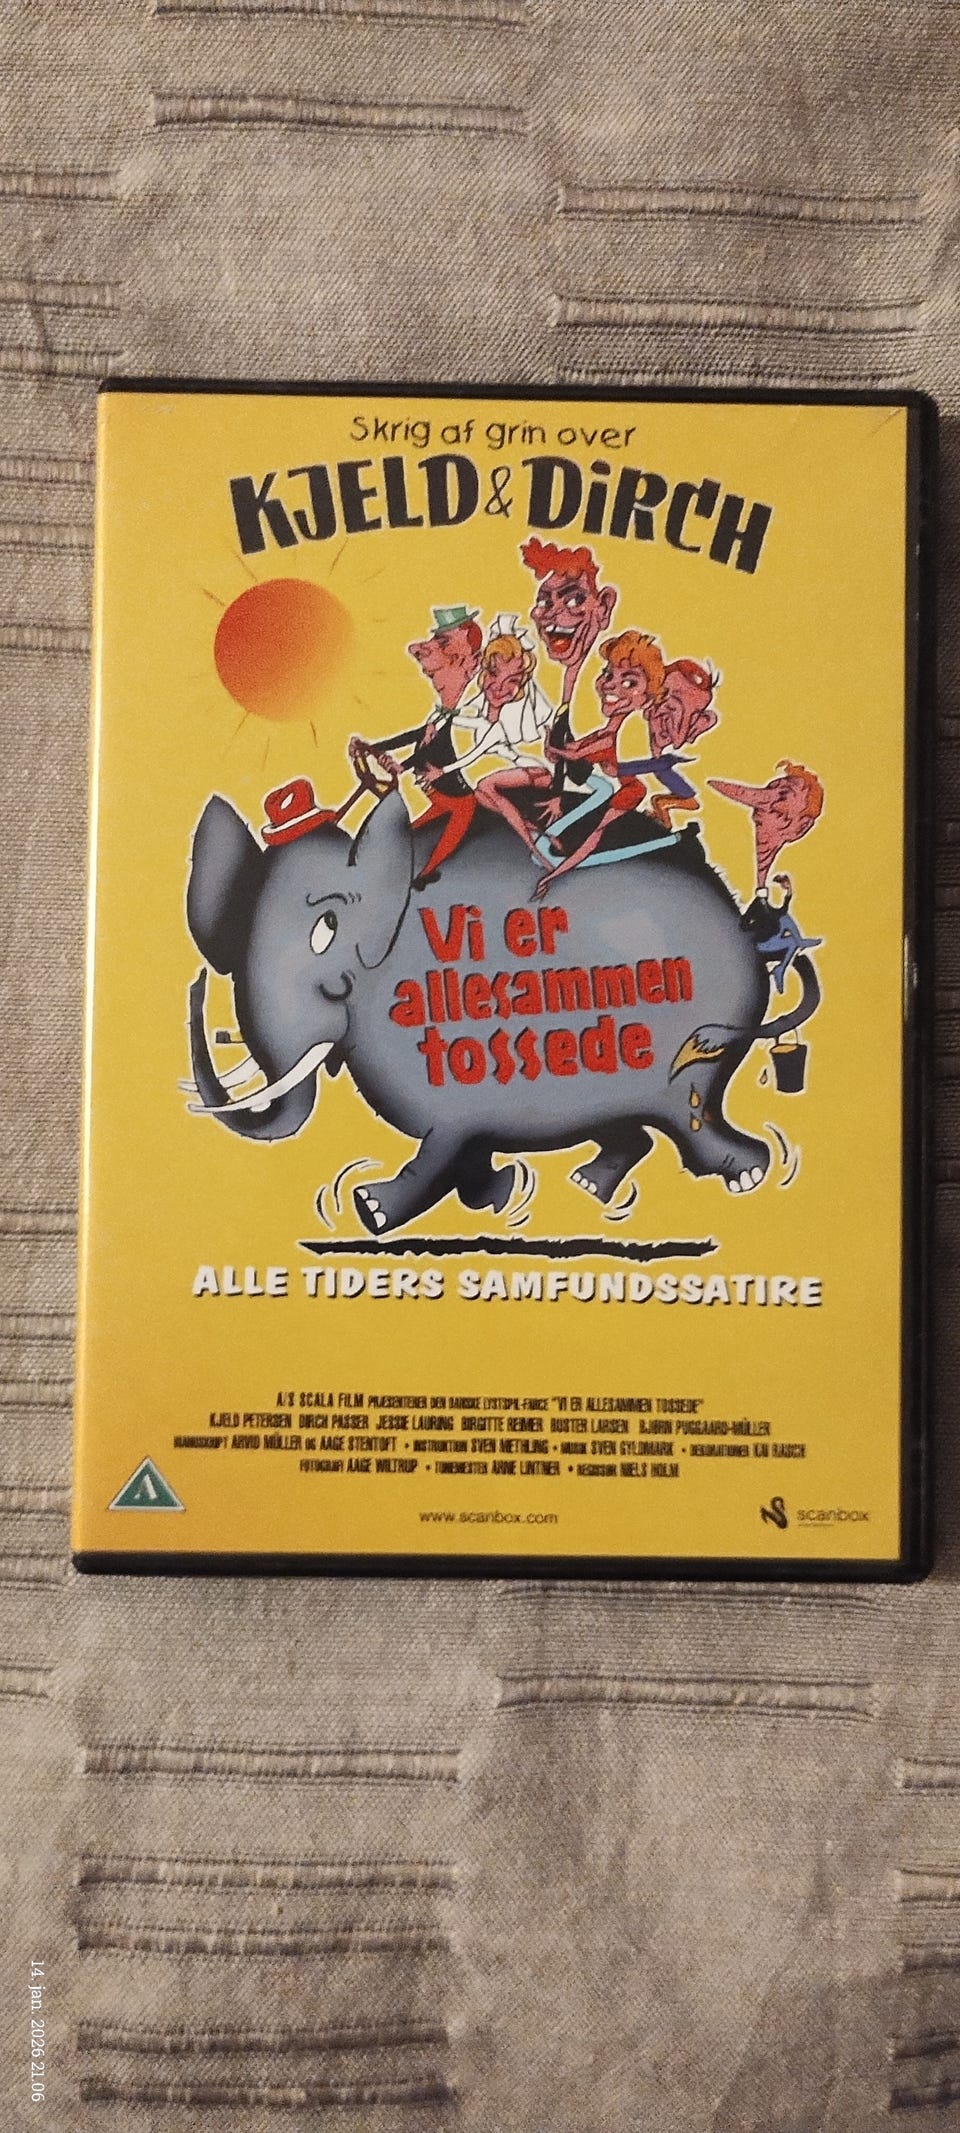 Skrig af grin over
KJELD & DIRCH
Vi er
allesammen
tossede
ALLE TIDERS SAMFUNDSSATIRE
A/S SCALA FILM PRÆSENTERER DEN DANSKE LYSTSPIL-FARCE "VI ER ALLESAMMEN TOSSEDE"
KJELD PETERSEN DIRCH PASSER JESSIE LAURING BIRGITTE REIMER BUSTER LARSEN BJØRN PUGGAARD-MÜLLER
MANUSKRIPT ARVID MÜLLER OG AAGE STENTOFT • INSTRUKTION SVEN METHLING • MUSIK SVEN GYLDMARK • DEKORATIONER KAI RASCH
FOTOGRAF AAGE WILTRUP • TONEMESTER ARNE LINTNER • REGISSØR NIELS HOLM
A
www.scanbox.com
scanbox
14. jan. 2026 21.06